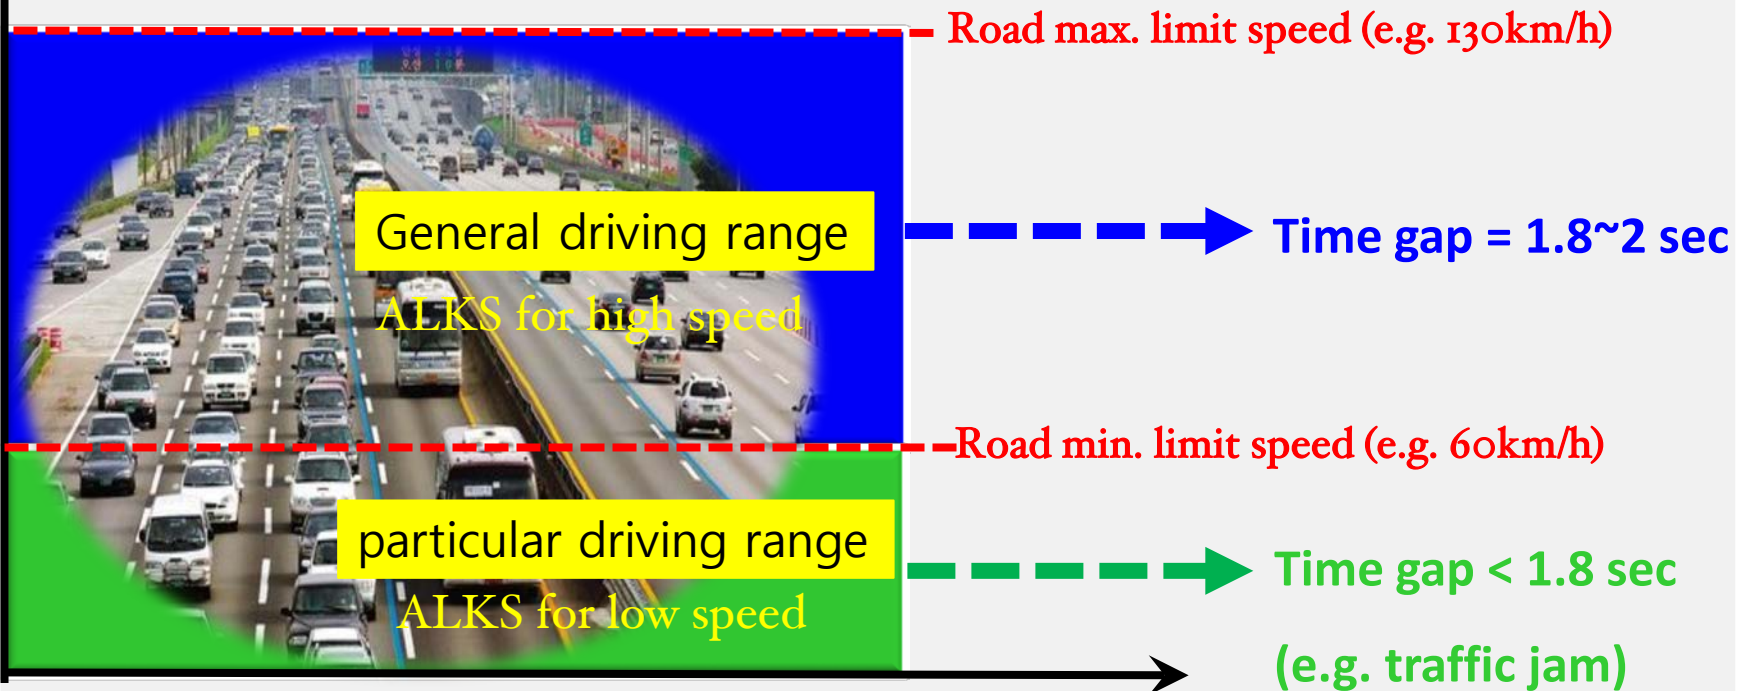 Road max. limit speed (e.g. 130km/h)
General driving range
Time gap = 1.8~2 sec
ALKS for high speed
Road min. limit speed (e.g. 60km/h)
particular driving range
Time gap < 1.8 sec
ALKS for low speed
(e.g. traffic jam)